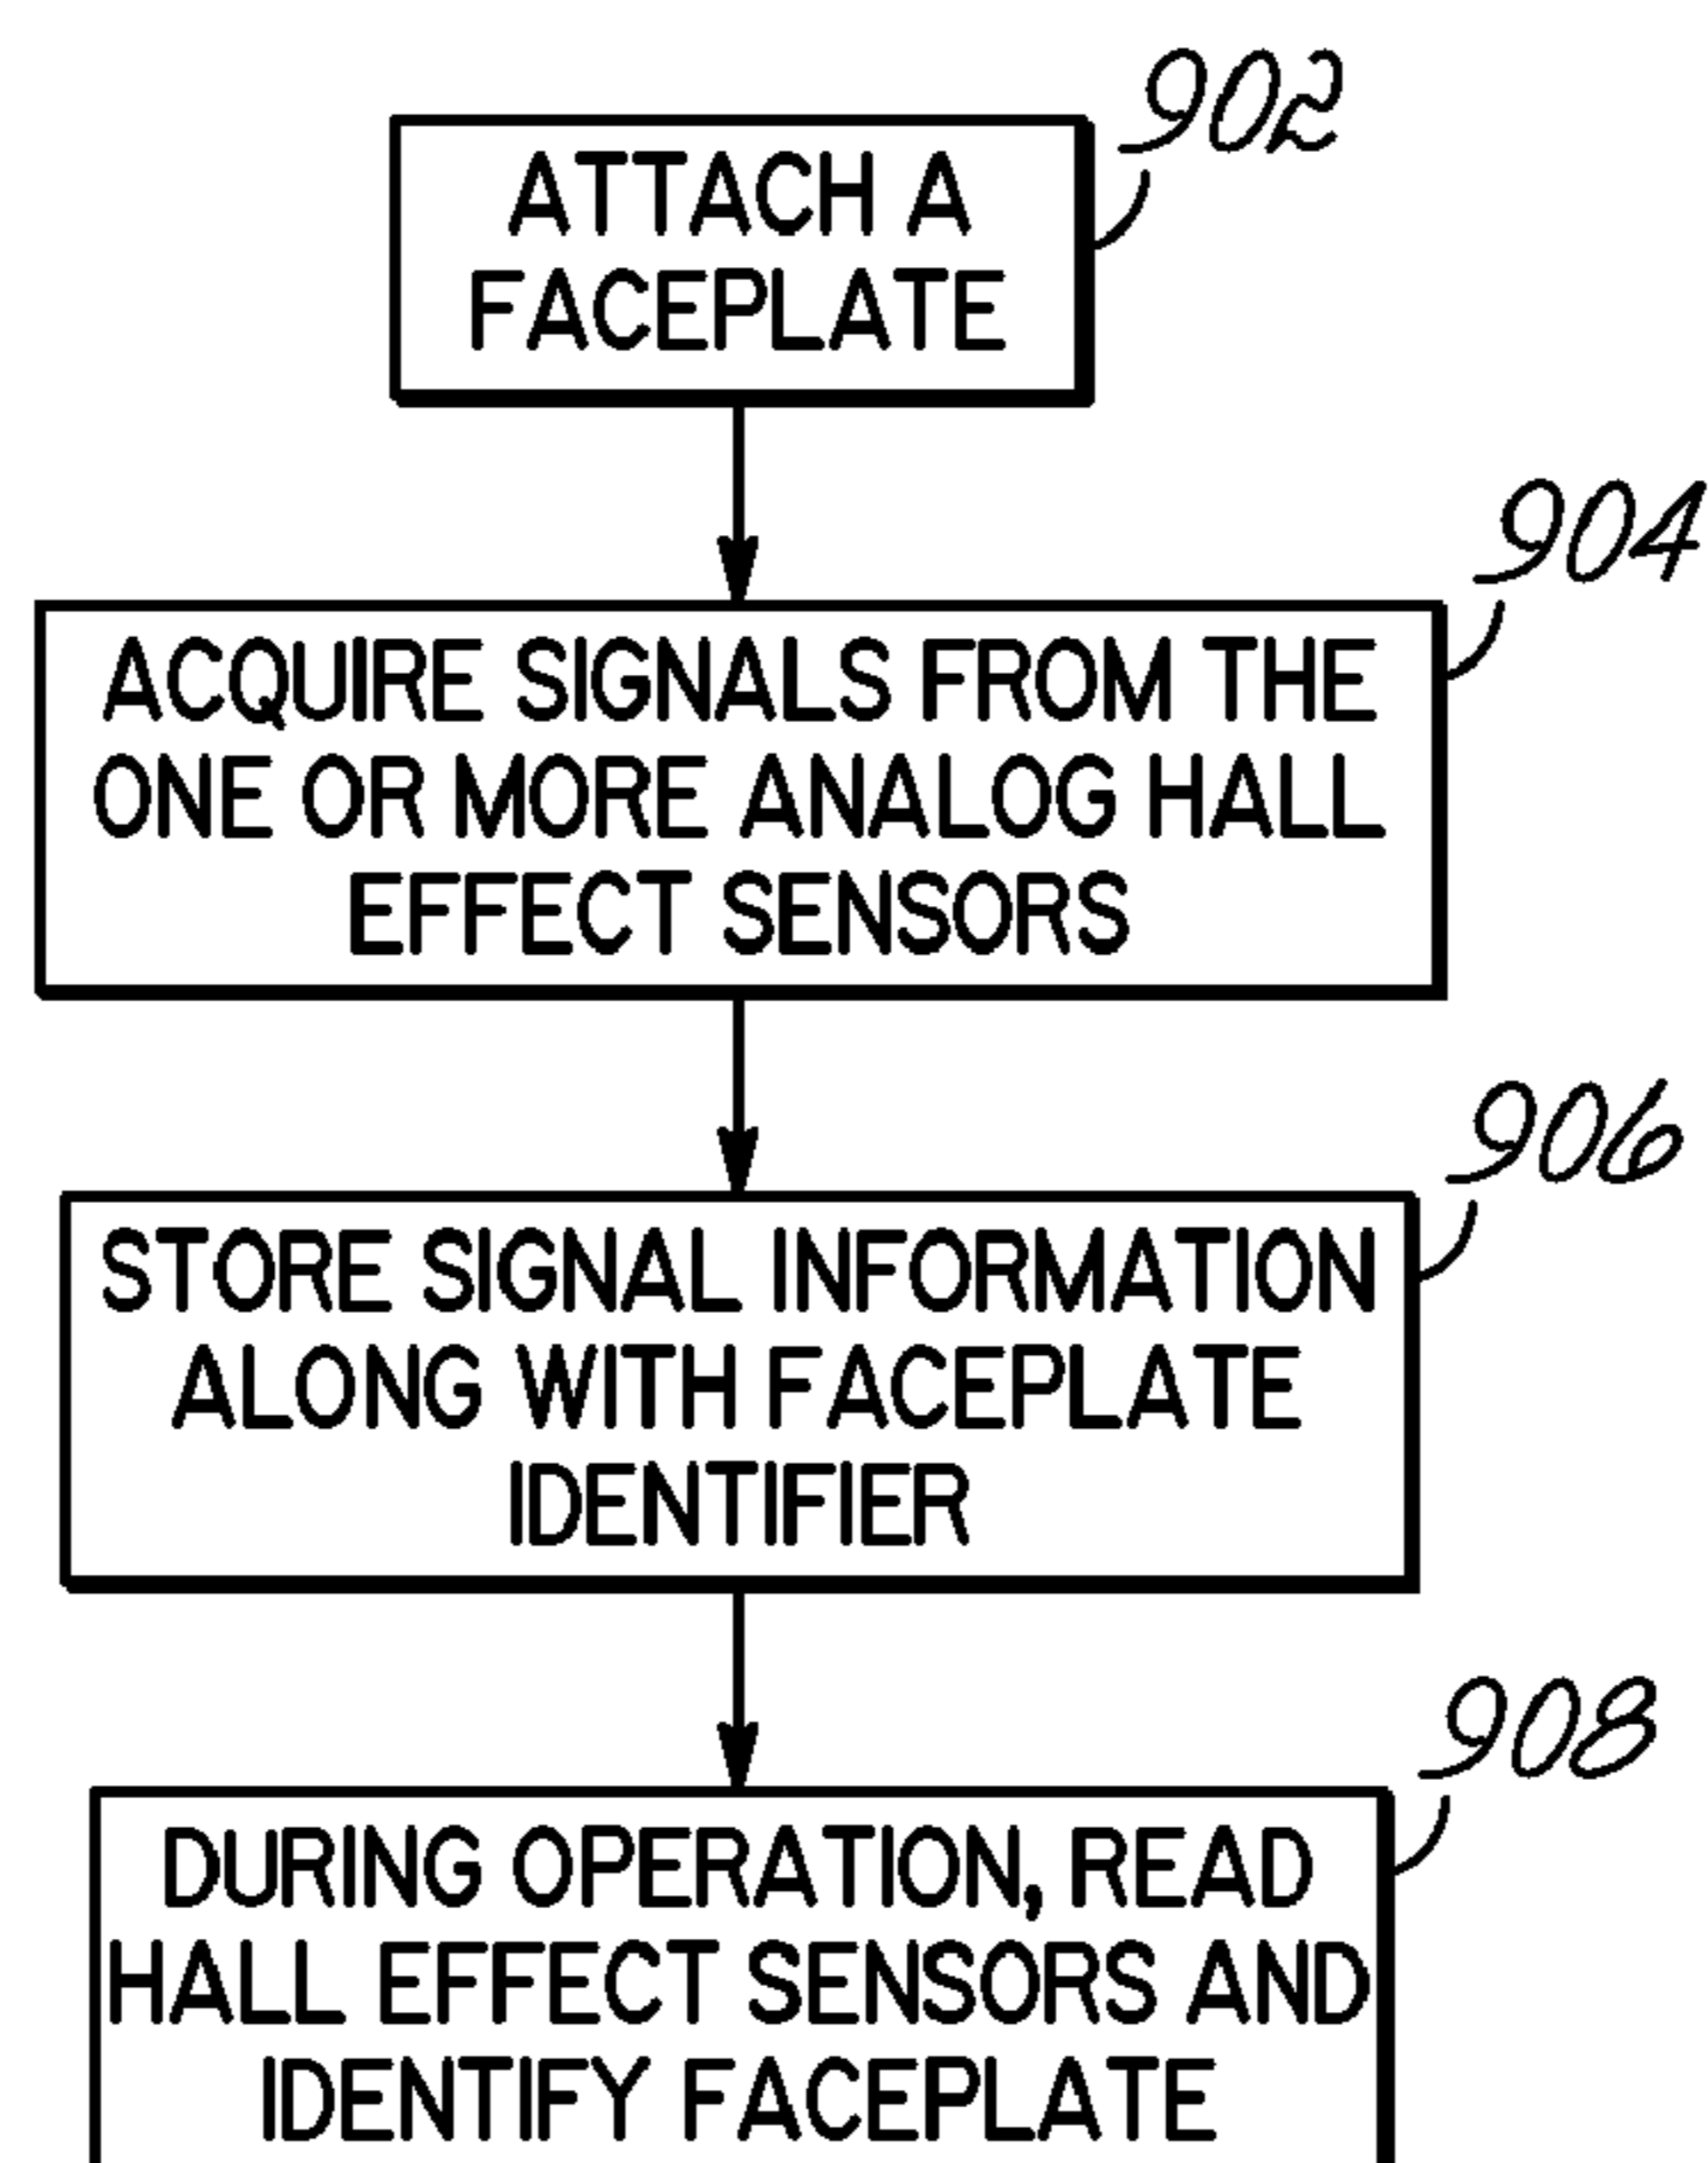 902
ATTACH A
FACEPLATE
904
ACQUIRE SIGNALS FROM THE
ONE OR MORE ANALOG HALL
EFFECT SENSORS
906
STORE SIGNAL INFORMATION
ALONG WITH FACEPLATE
IDENTIFIER
908
DURING OPERATION, READ
HALL EFFECT SENSORS AND
IDENTIFY FACEPLATE